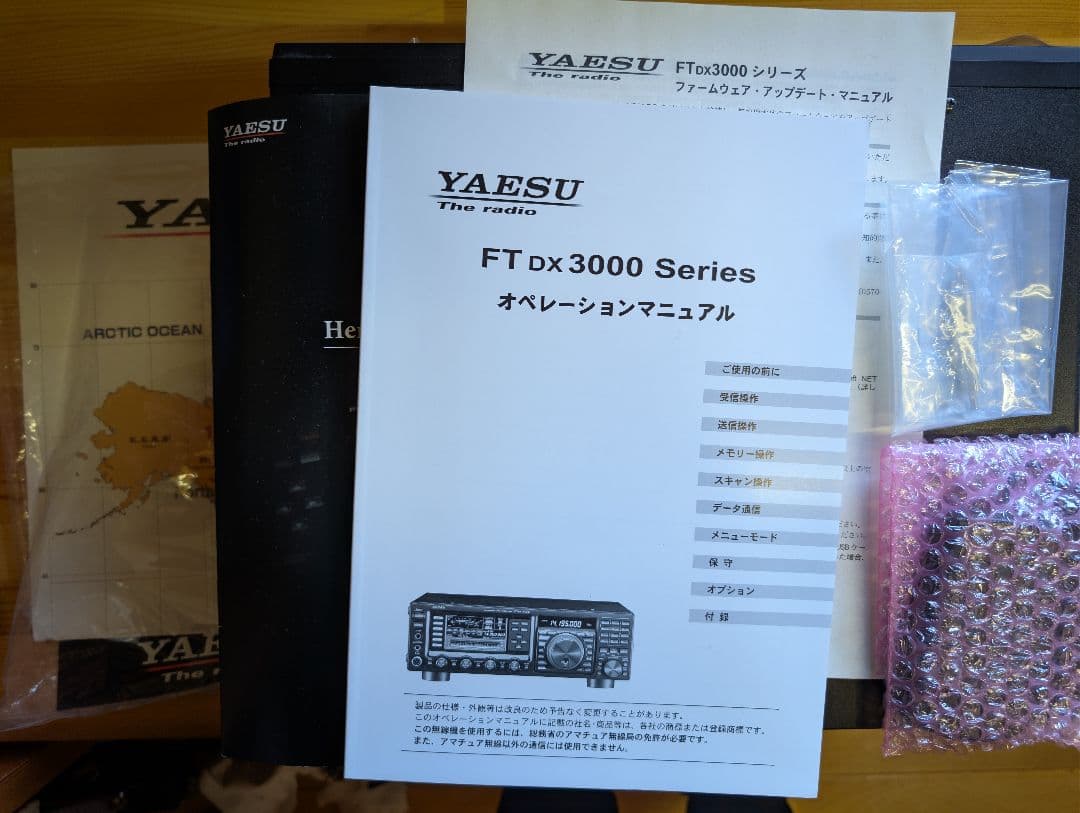 YAESU
The radio
FTDX3000 シリーズ
ファームウェア・アップデート・マニュアル
YAESU
The radio
YA
ARCTIC OCEAN
YAESU
The radio
FT DX 3000 Series
オペレーションマニュアル
ご使用の前に
受信操作
送信操作
メモリー操作
スキャン操作
データ通信
メニューモード
保 守
オプション
付 録
14.195.000
製品の仕様・外観等は改良のため予告なく変更することがあります。
このオペレーションマニュアルに記載の社名・商品等は、各社の商標または登録商標です。
この無線機を使用するには、総務省のアマチュア無線局の免許が必要です。
また、アマチュア無線以外の通信には使用できません。
YAE
The